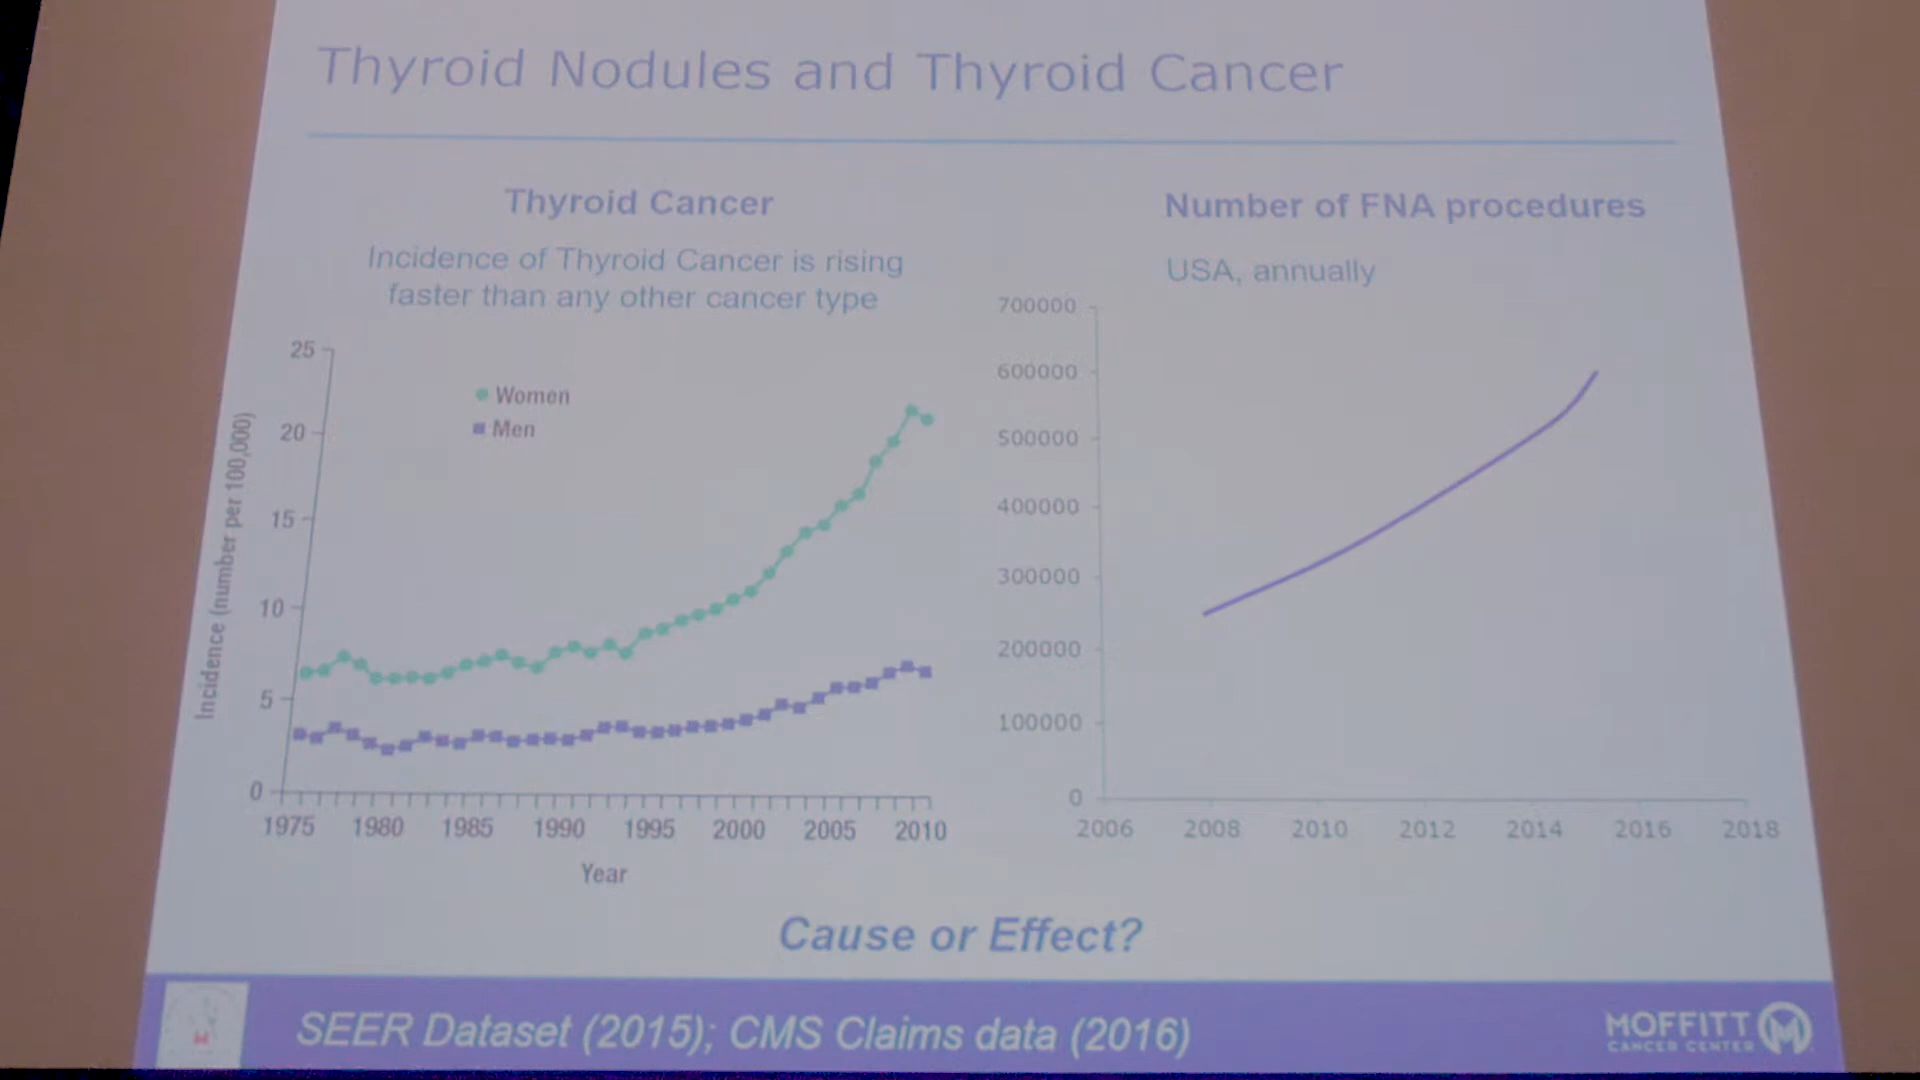 Thyroid Nodules and Thyroid Cancer
Thyroid Cancer
Incidence of Thyroid Cancer is rising
faster than any other cancer type
25
20
15
10
5
0
Incidence (number per 100,000)
Women
Men
1975 1980 1985 1990 1995 2000 2005 2010
Year
Number of FNA procedures
USA, annually
700000
600000
500000
400000
300000
200000
100000
0
2006 2008 2010 2012 2014 2016 2018
Cause or Effect?
SEER Dataset (2015); CMS Claims data (2016)
MOFFITT
CANCER CENTER